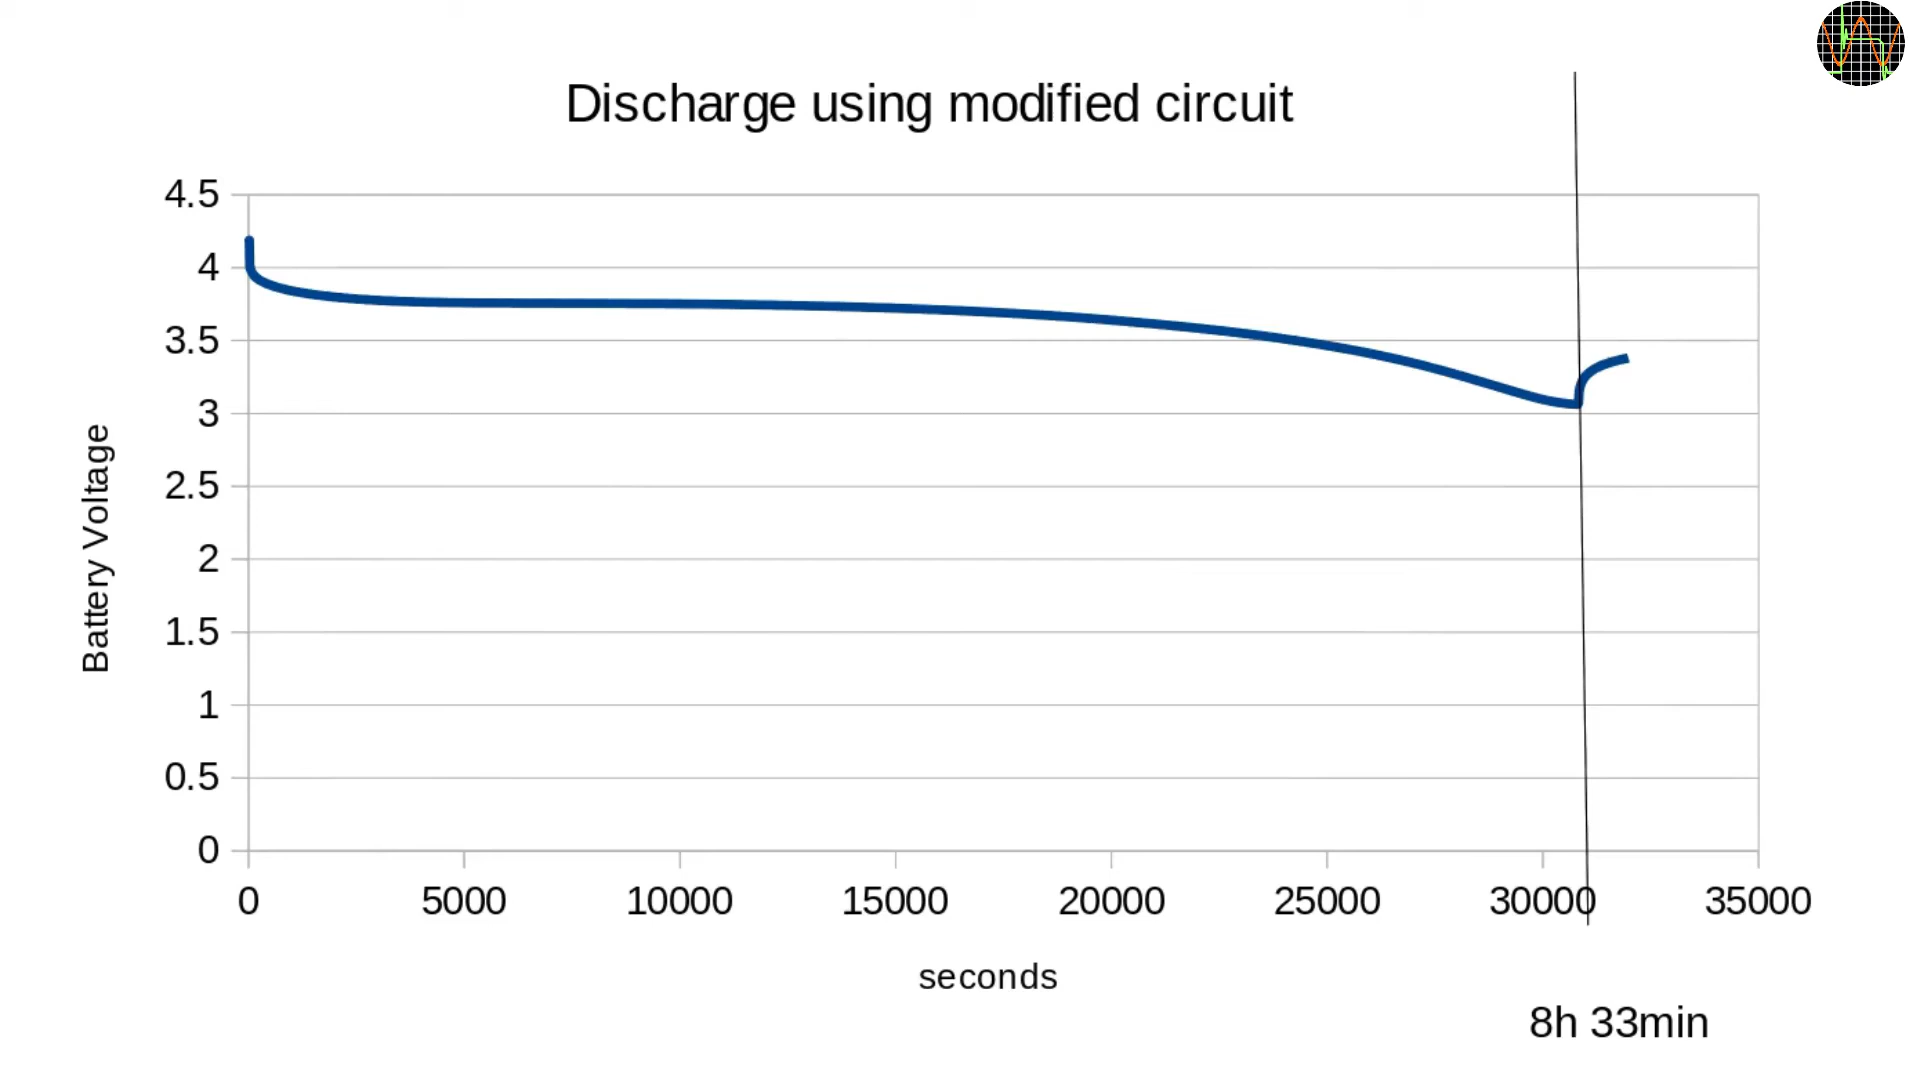 Discharge using modified circuit
4.5
4
3.5
3
2.5
2
1.5
1
0.5
0
Battery Voltage
0 5000 10000 15000 20000 25000 30000 35000
seconds
8h 33min